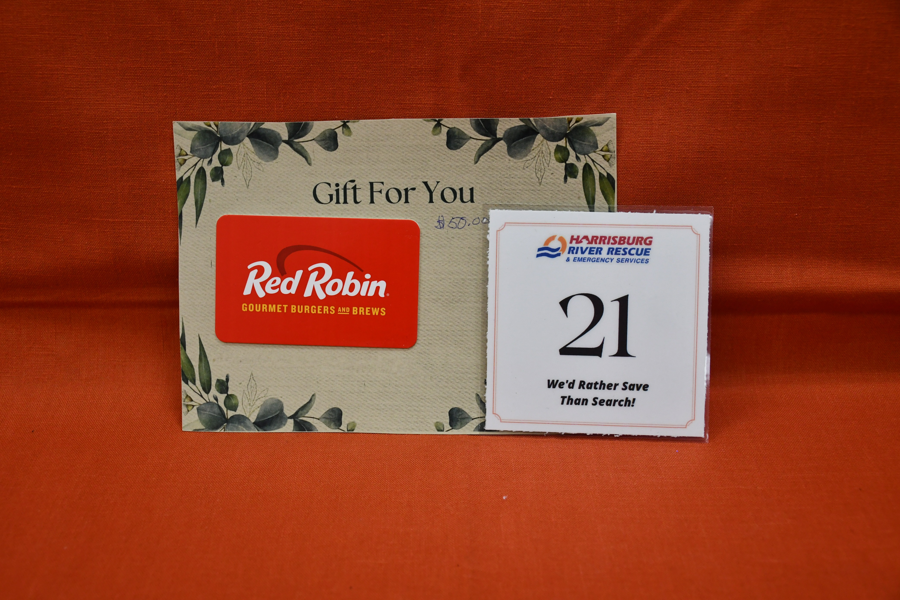 Gift For You
$50.00
Red Robin
GOURMET BURGERS AND BREWS
HARRISBURG
RIVER RESCUE
& EMERGENCY SERVICES
21
We'd Rather Save
Than Search!